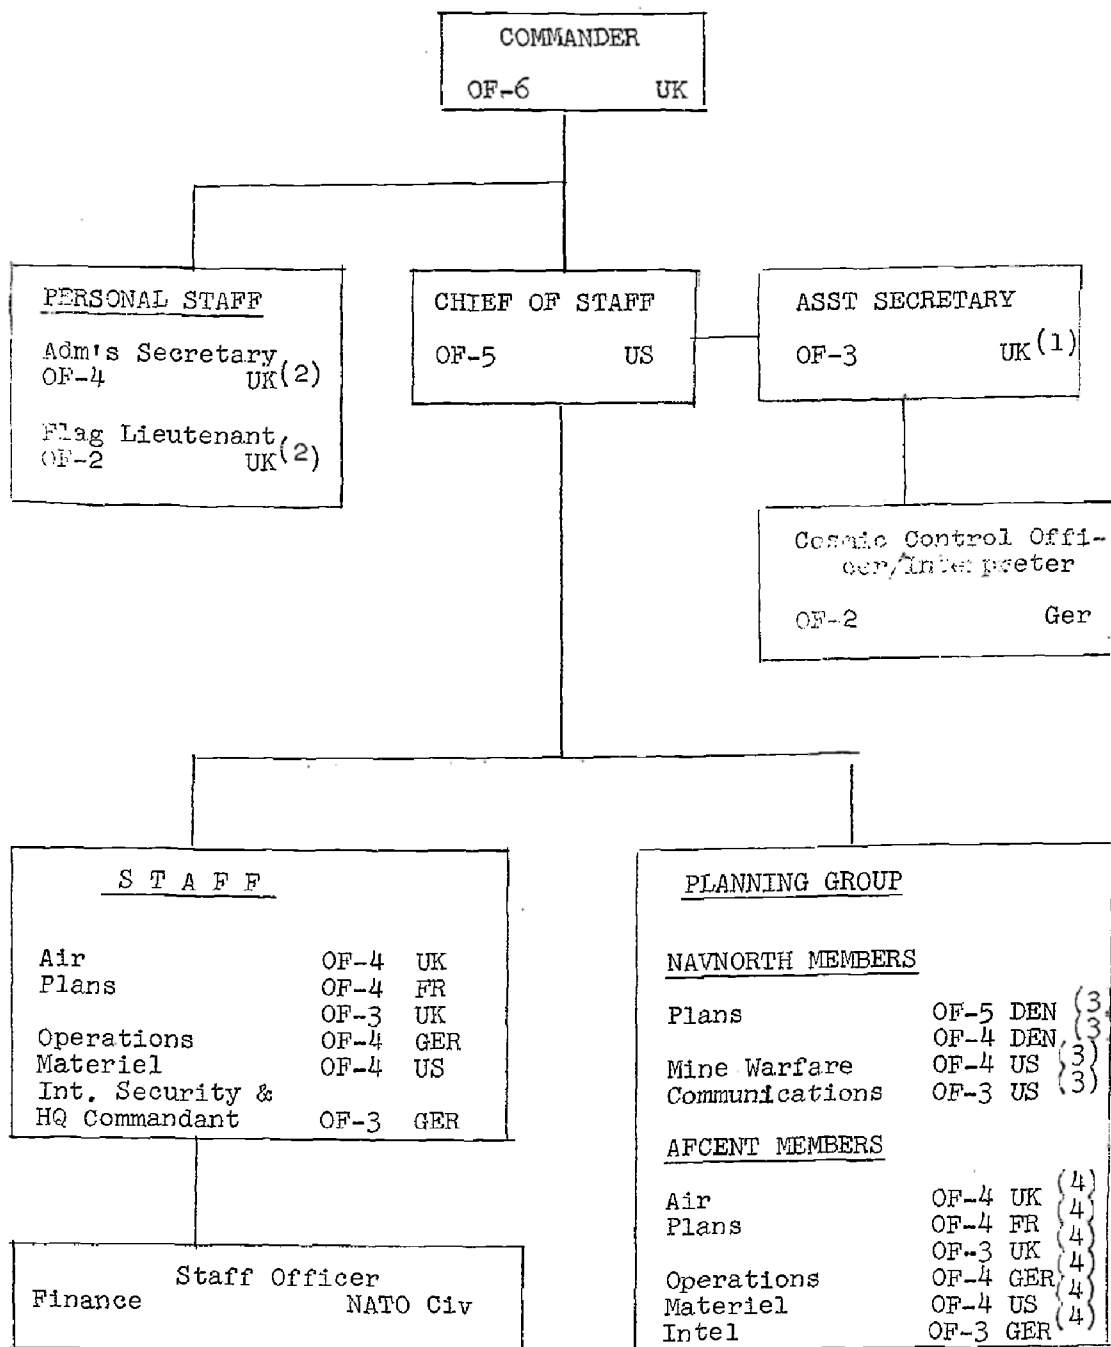 COMMANDER
OF-6 UK
PERSONAL STAFF
Adm's Secretary
OF-4 UK(2)
Flag Lieutenant
OF-2 UK(2)
CHIEF OF STAFF
OF-5 US
ASST SECRETARY
OF-3 UK(1)
Cosmic Control Offi-
cer/Interpreter
OF-2 Ger
S T A F F
Air OF-4 UK
Plans OF-4 FR
OF-3 UK
Operations OF-4 GER
Materiel OF-4 US
Int. Security &
HQ Commandant OF-3 GER
Staff Officer
Finance NATO Civ
PLANNING GROUP
NAVNORTH MEMBERS
Plans OF-5 DEN (3
OF-4 DEN (3
Mine Warfare OF-4 US (3)
Communications OF-3 US (3)
AFCENT MEMBERS
Air OF-4 UK (4)
Plans OF-4 FR (4)
OF-3 UK (4)
Operations OF-4 GER (4)
Materiel OF-4 US (4)
Intel OF-3 GER (4)